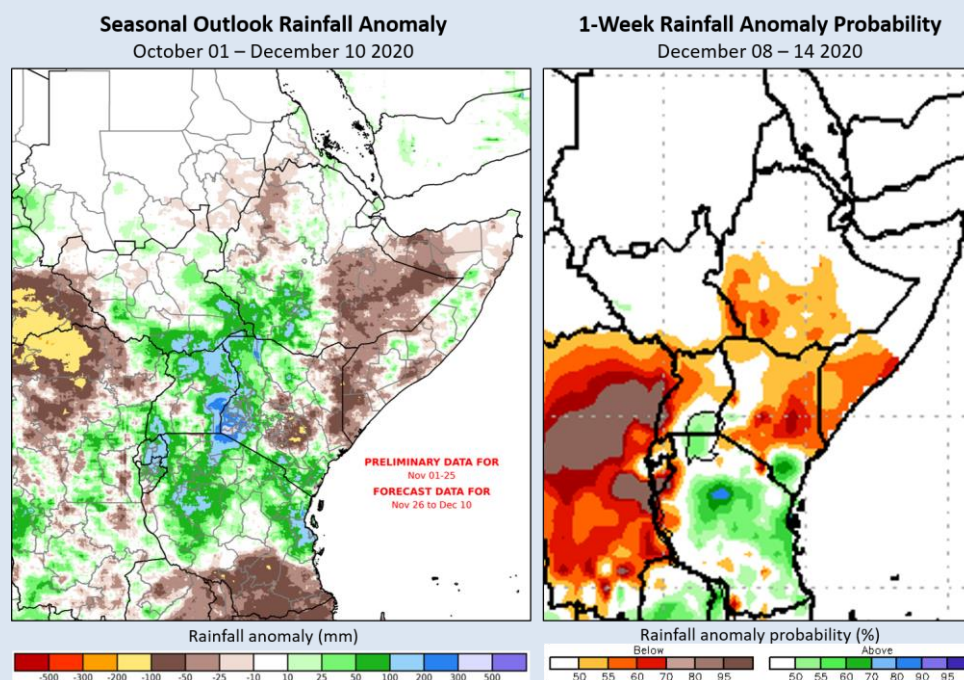 Seasonal Outlook Rainfall Anomaly
October 01 – December 10 2020
PRELIMINARY DATA FOR
Nov 01-25
FORECAST DATA FOR
Nov 26 to Dec 10
Rainfall anomaly (mm)
-500 -300 -200 -100 -50 -25 -10 10 25 50 100 200 300 500
1-Week Rainfall Anomaly Probability
December 08 – 14 2020
Rainfall anomaly probability (%)
Below Above
50 55 60 70 80 90 95 50 55 60 70 80 90 95